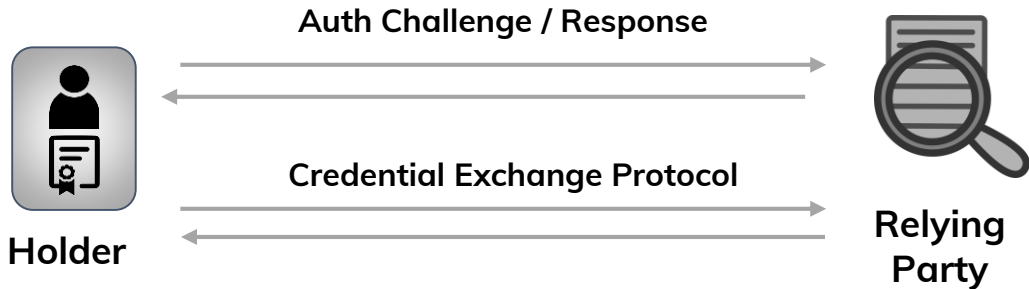 Auth Challenge / Response
Credential Exchange Protocol
Holder
Relying
Party